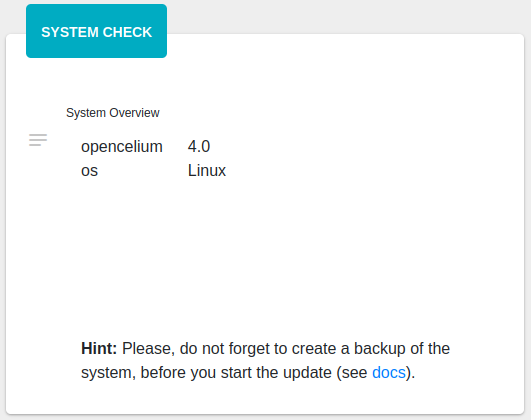 SYSTEM CHECK
System Overview
opencelium 4.0
os Linux
Hint: Please, do not forget to create a backup of the
system, before you start the update (see docs).